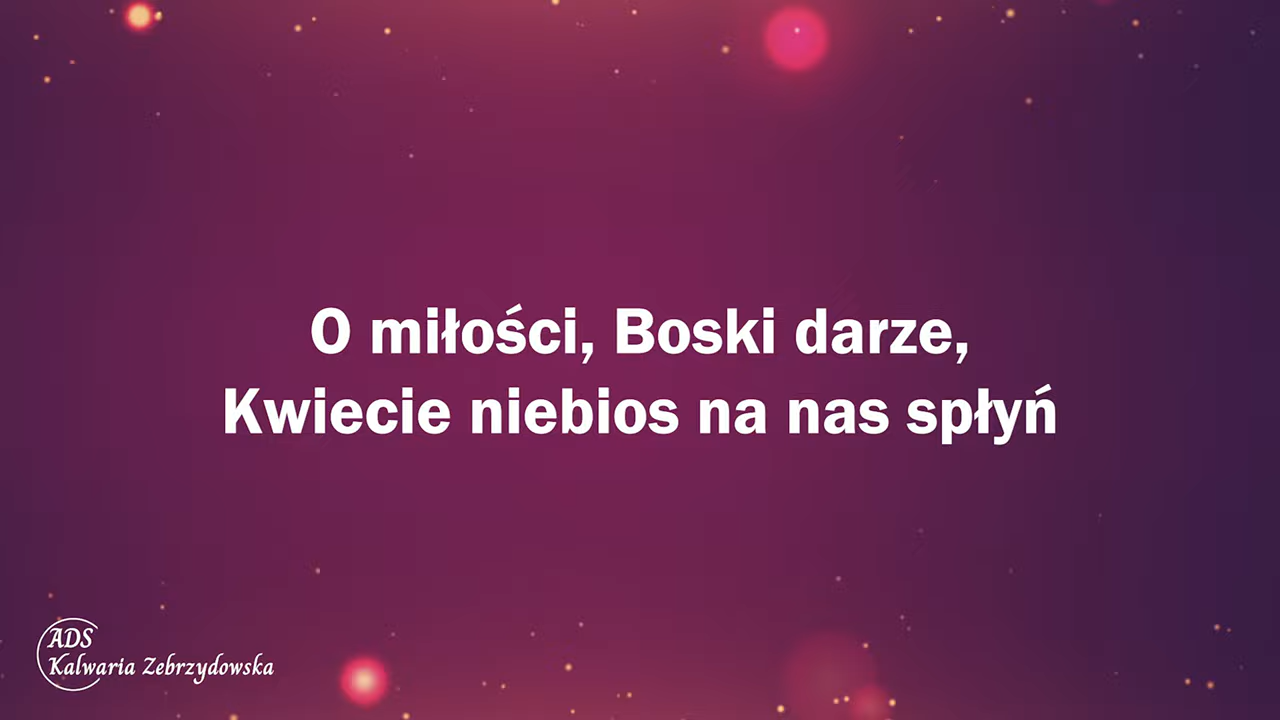 O miłości, Boski darze,
Kwiecie niebios na nas spłyń
ADS
Kalwaria Zebrzydowska